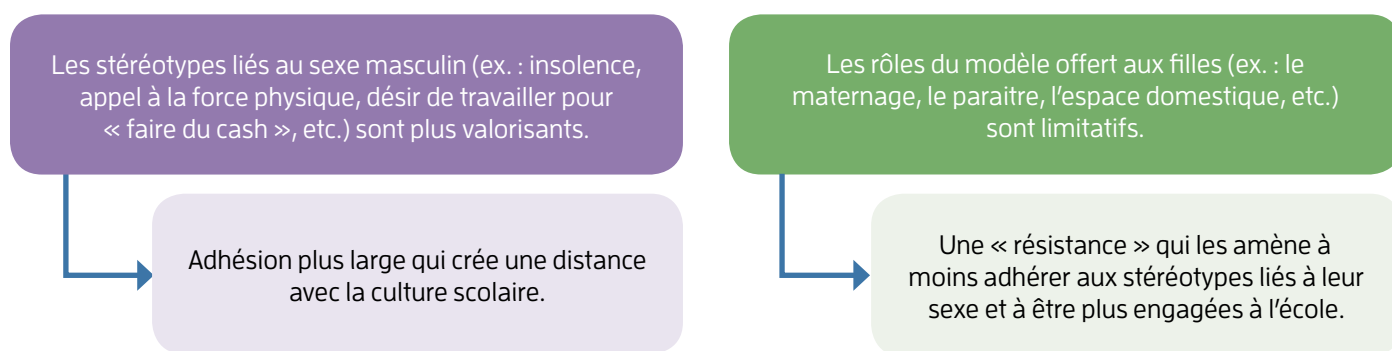 Les stéréotypes liés au sexe masculin (ex. : insolence,
appel à la force physique, désir de travailler pour
« faire du cash », etc.) sont plus valorisants.
Adhésion plus large qui crée une distance
avec la culture scolaire.
Les rôles du modèle offert aux filles (ex. : le
maternage, le paraitre, l'espace domestique, etc.)
sont limitatifs.
Une « résistance » qui les amène à
moins adhérer aux stéréotypes liés à leur
sexe et à être plus engagées à l'école.